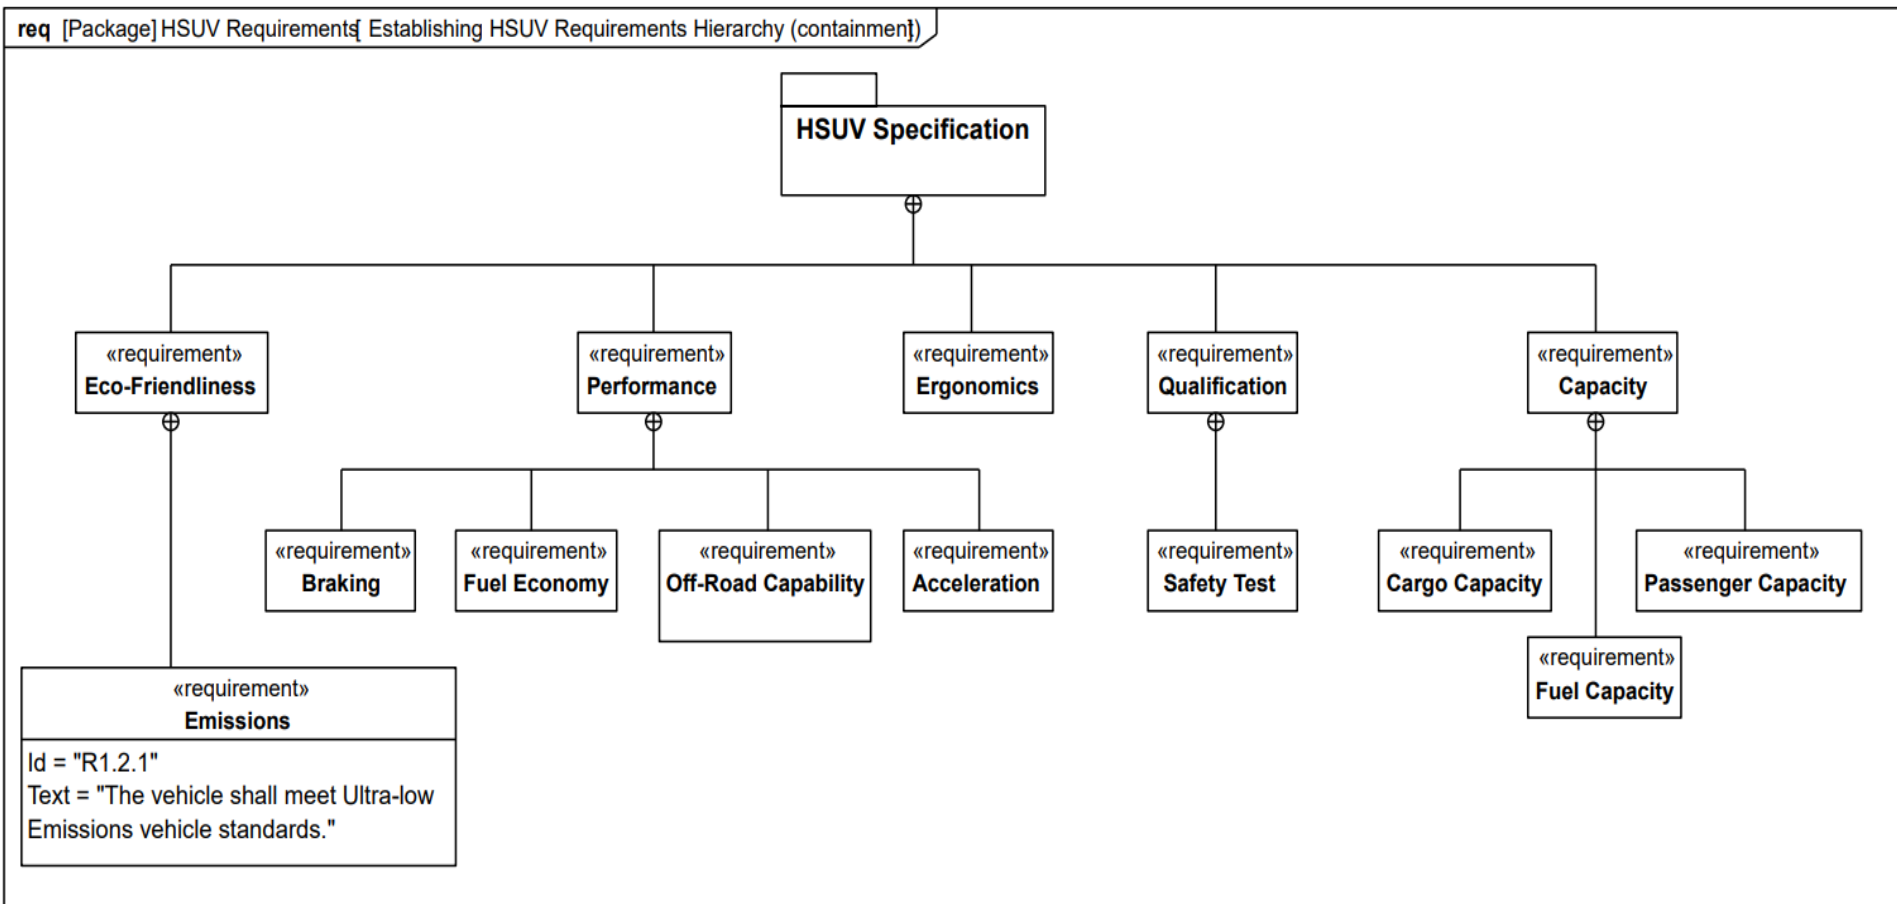 req [Package] HSUV Requirements[ Establishing HSUV Requirements Hierarchy (containment)]
HSUV Specification
«requirement»
Eco-Friendliness
«requirement»
Performance
«requirement»
Ergonomics
«requirement»
Qualification
«requirement»
Capacity
«requirement»
Braking
«requirement»
Fuel Economy
«requirement»
Off-Road Capability
«requirement»
Acceleration
«requirement»
Safety Test
«requirement»
Cargo Capacity
«requirement»
Passenger Capacity
«requirement»
Fuel Capacity
«requirement»
Emissions
Id = "R1.2.1"
Text = "The vehicle shall meet Ultra-low
Emissions vehicle standards."